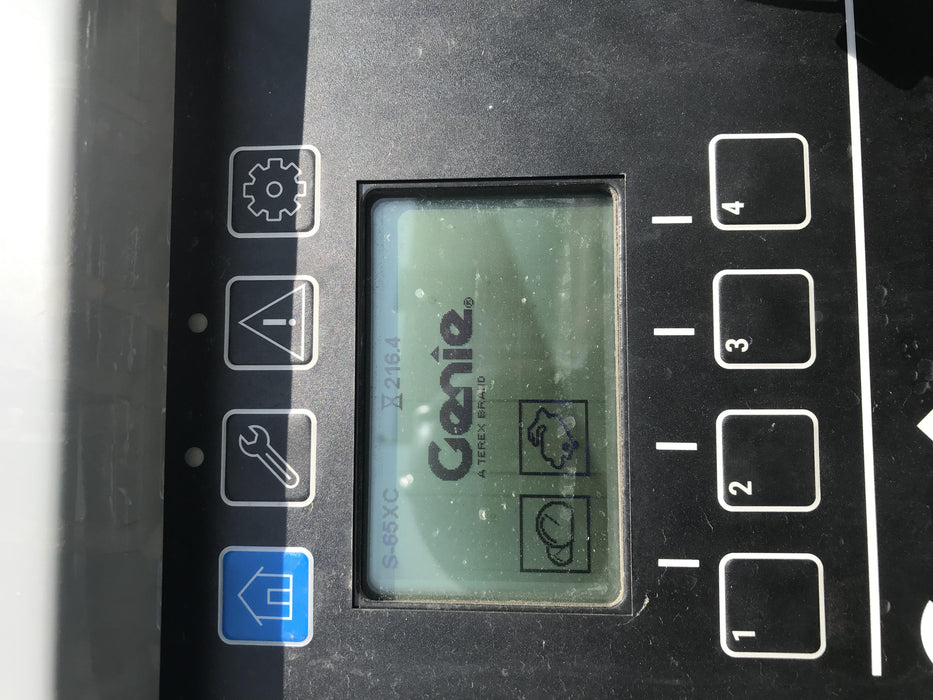 S-65XC 216.4
Genie®
A TEREX BRAND
1 2 3 4